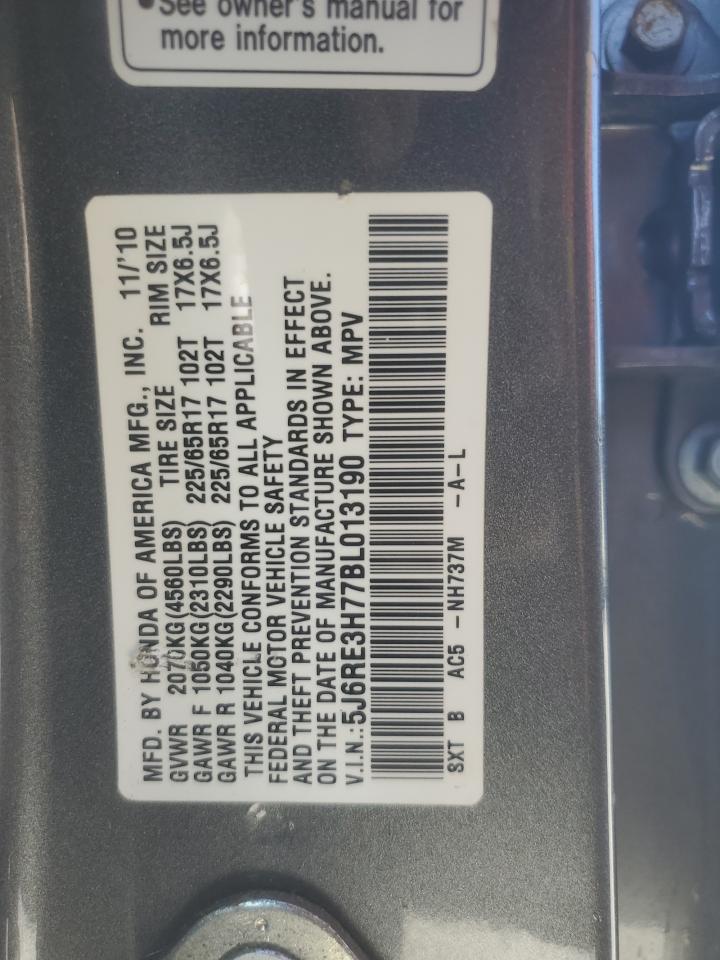 See owner's manual for
more information.
MFD. BY HONDA OF AMERICA MFG., INC. 11/'10
GVWR 2070KG(4560LBS) TIRE SIZE RIM SIZE
GAWR F 1050KG(2310LBS) 225/65R17 102T 17X6.5J
GAWR R 1040KG(2290LBS) 225/65R17 102T 17X6.5J
THIS VEHICLE CONFORMS TO ALL APPLICABLE
FEDERAL MOTOR VEHICLE SAFETY
AND THEFT PREVENTION STANDARDS IN EFFECT
ON THE DATE OF MANUFACTURE SHOWN ABOVE.
V.I.N.:5J6RE3H77BL013190 TYPE: MPV
SXT B AC5 -NH737M -A-L